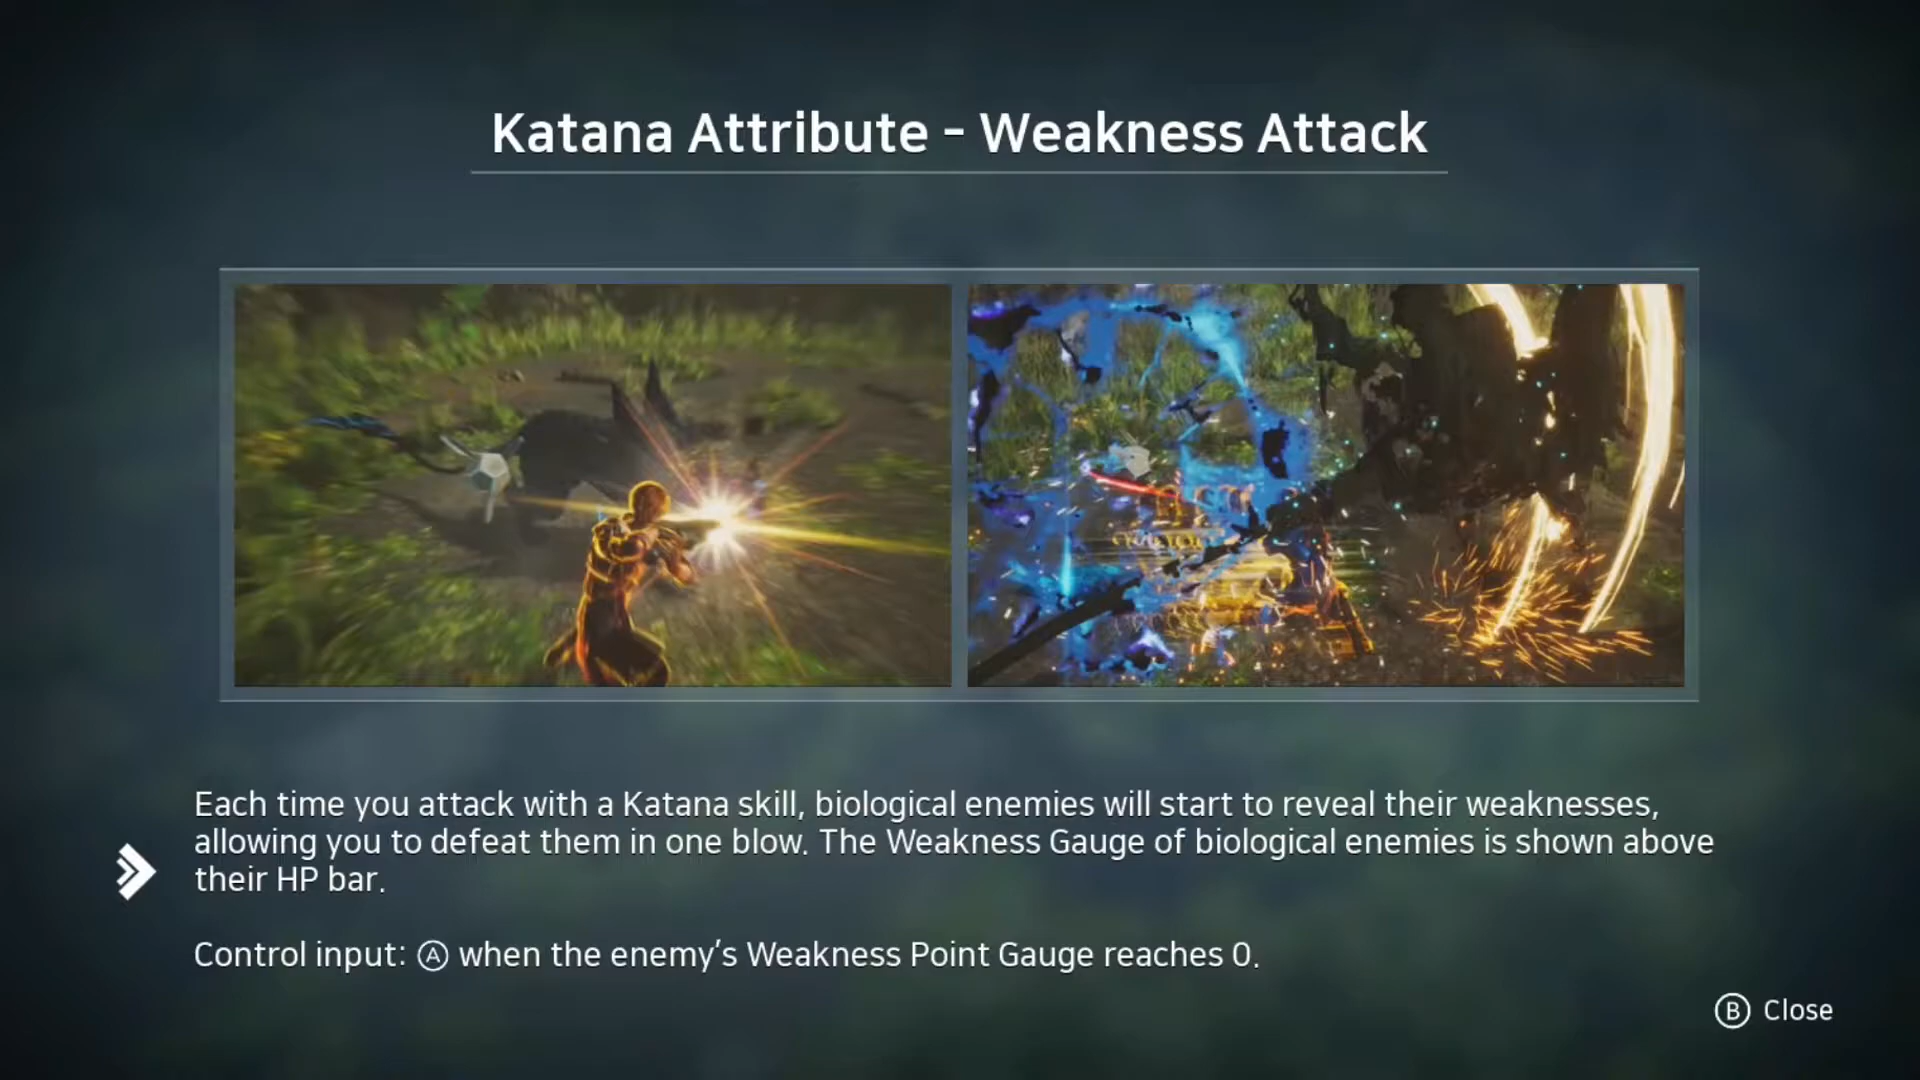 Katana Attribute – Weakness Attack
Each time you attack with a Katana skill, biological enemies will start to reveal their weaknesses,
allowing you to defeat them in one blow. The Weakness Gauge of biological enemies is shown above
their HP bar.
Control input: Ⓐ when the enemy's Weakness Point Gauge reaches 0.
Ⓑ Close